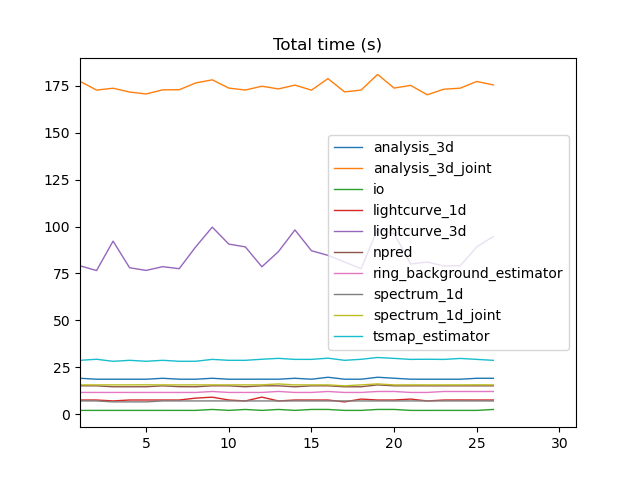 Total time (s)
175
150
125
100
75
50
25
0
analysis_3d
analysis_3d_joint
io
lightcurve_1d
lightcurve_3d
npred
ring_background_estimator
spectrum_1d
spectrum_1d_joint
tsmap_estimator
5 10 15 20 25 30